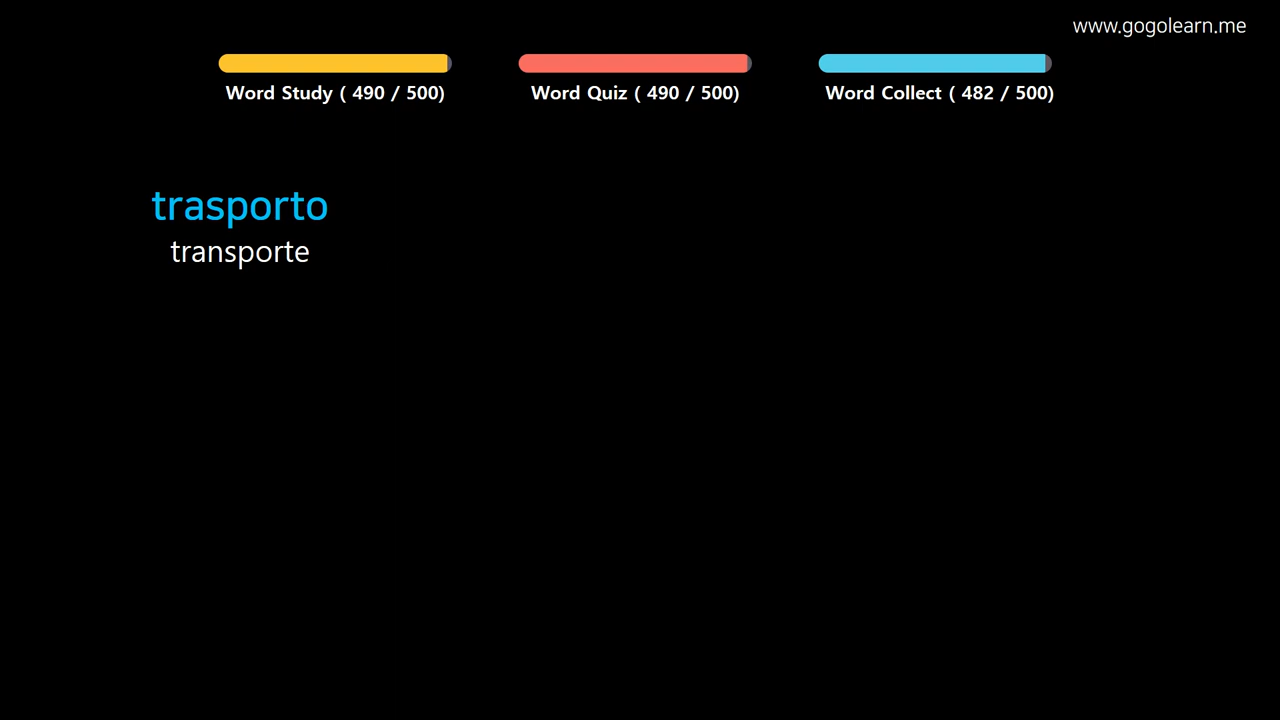 www.gogolearn.me
Word Study ( 490 / 500)
Word Quiz ( 490 / 500)
Word Collect ( 482 / 500)
trasporto
transporte